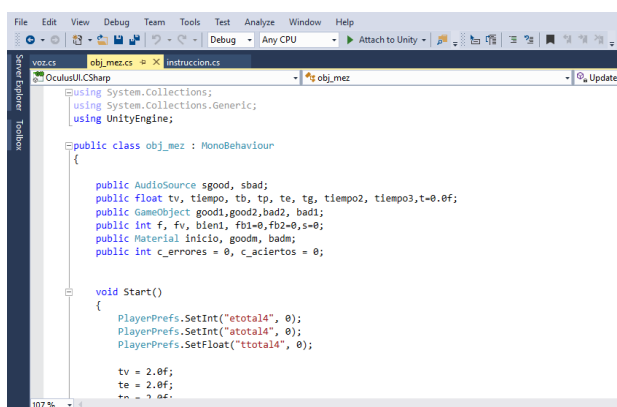 File Edit View Debug Team Tools Test Analyze Window Help
Debug Any CPU Attach to Unity
Server Explorer
Toolbox
voz.cs obj_mez.cs instruccion.cs
OculusUI.CSharp obj_mez Update
using System.Collections;
using System.Collections.Generic;
using UnityEngine;
public class obj_mez : MonoBehaviour
{
public AudioSource sgood, sbad;
public float tv, tiempo, tb, tp, te, tg, tiempo2, tiempo3,t=0.0f;
public GameObject good1,good2,bad2, bad1;
public int f, fv, bien1, fb1=0,fb2=0,s=0;
public Material inicio, goodm, badm;
public int c_errores = 0, c_aciertos = 0;
void Start()
{
PlayerPrefs.SetInt("etotal4", 0);
PlayerPrefs.SetInt("atotal4", 0);
PlayerPrefs.SetFloat("ttotal4", 0);
tv = 2.0f;
te = 2.0f;
107 %